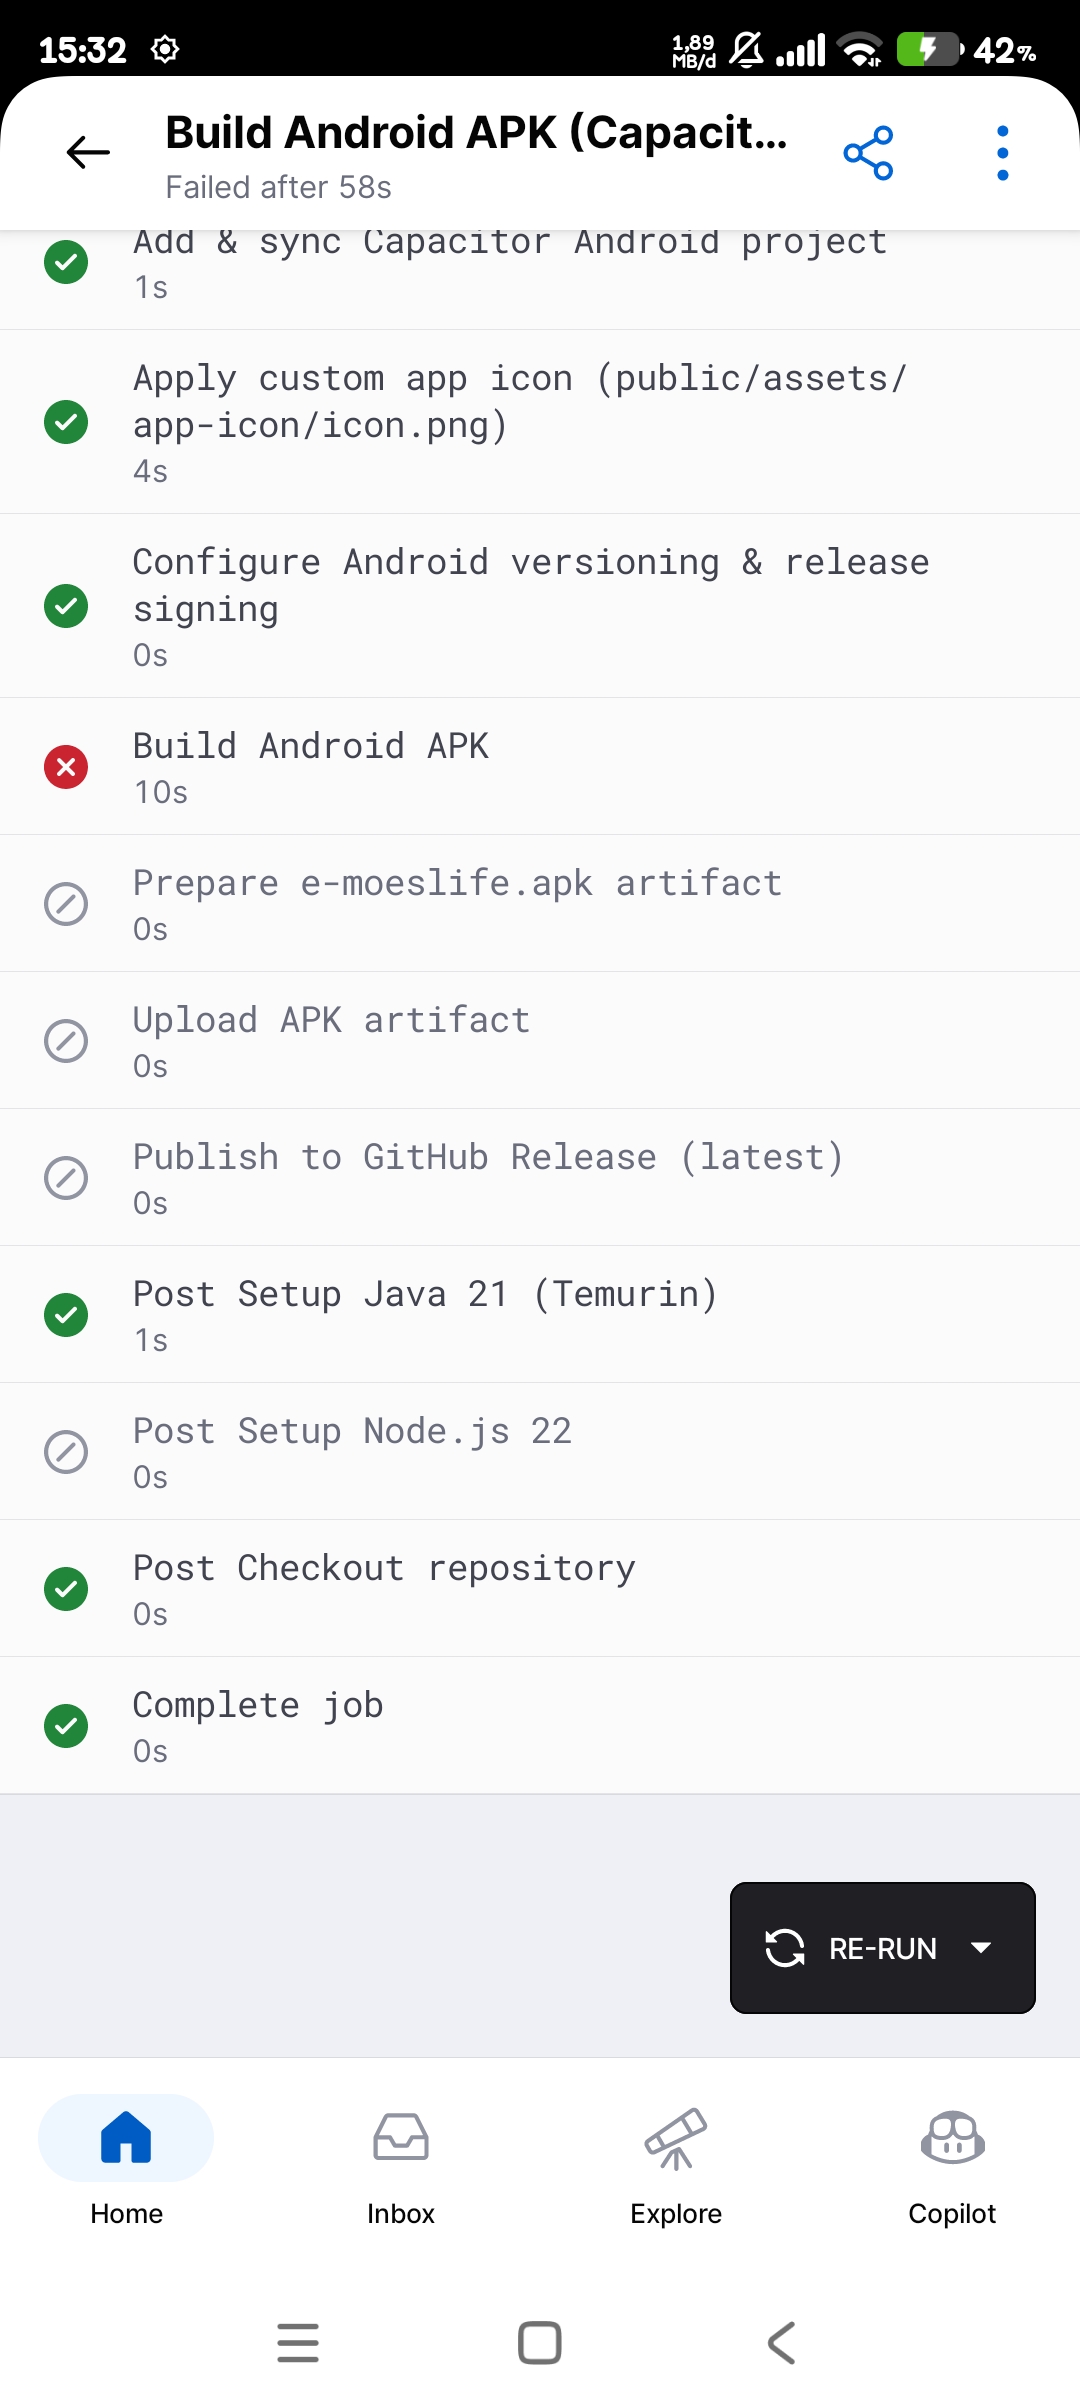 15:32
1,89
MB/d
42%
Build Android APK (Capacit...
Failed after 58s
Add & sync Capacitor Android project
1s
Apply custom app icon (public/assets/
app-icon/icon.png)
4s
Configure Android versioning & release
signing
0s
Build Android APK
10s
Prepare e-moeslife.apk artifact
0s
Upload APK artifact
0s
Publish to GitHub Release (latest)
0s
Post Setup Java 21 (Temurin)
1s
Post Setup Node.js 22
0s
Post Checkout repository
0s
Complete job
0s
RE-RUN
Home
Inbox
Explore
Copilot